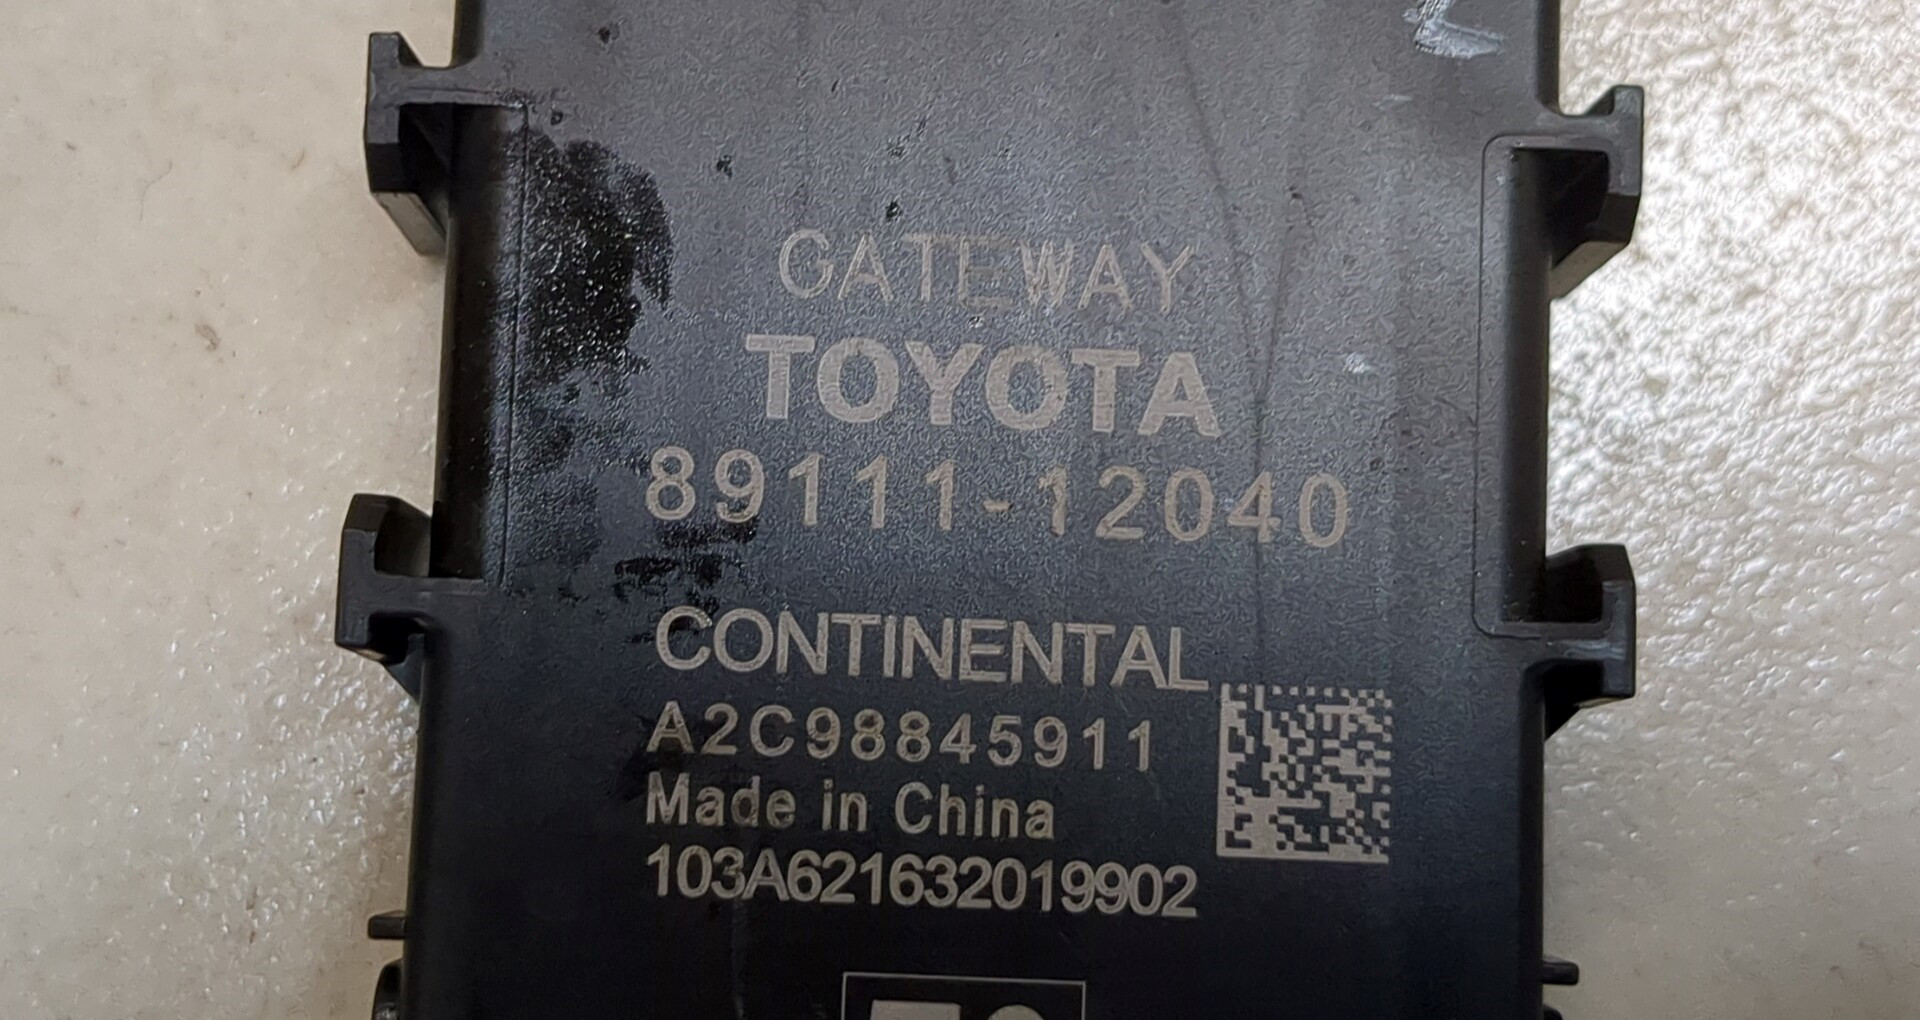 GATEWAY
TOYOTA
89111-12040
CONTINENTAL
A2C98845911
Made in China
103A621632019902